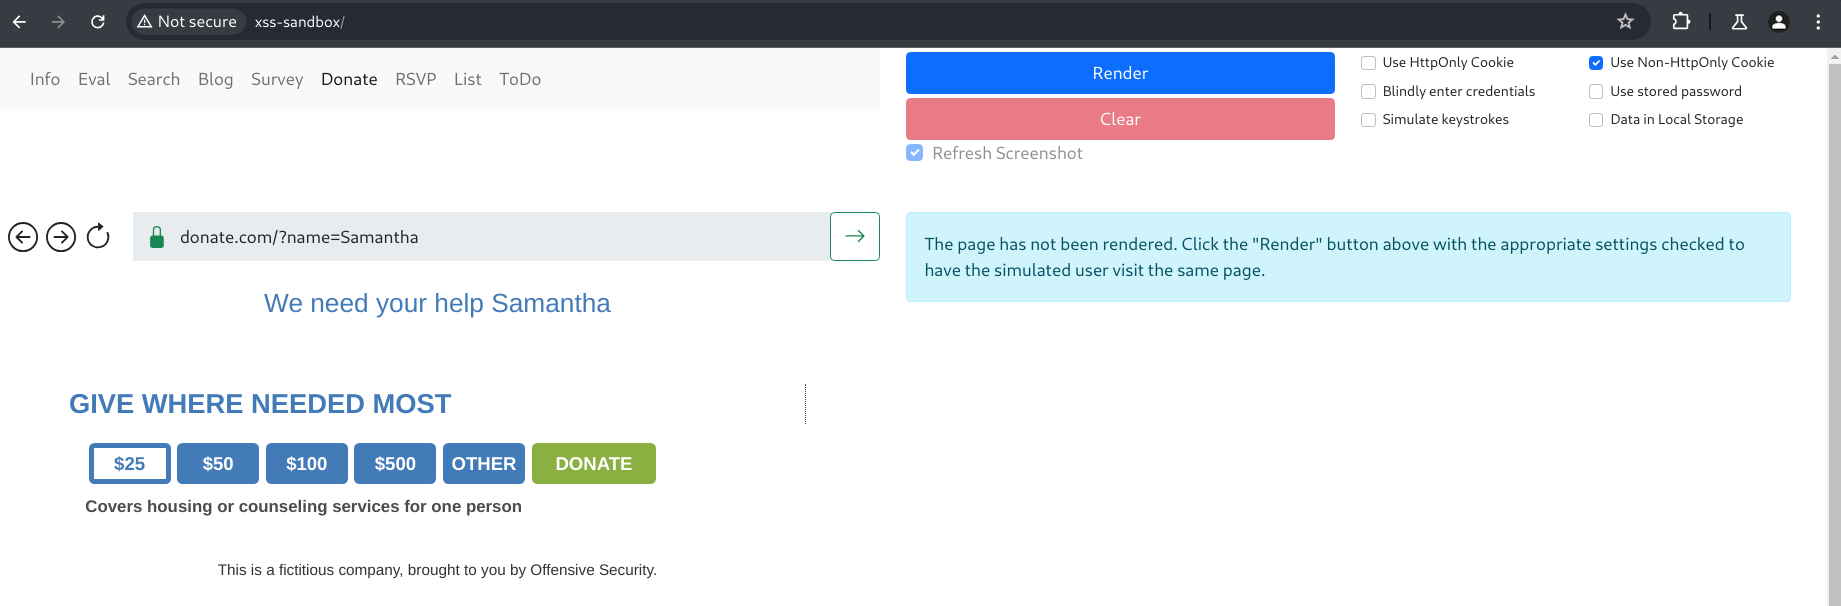 Not secure xss-sandbox/
Info Eval Search Blog Survey Donate RSVP List ToDo
Render
Clear
Refresh Screenshot
Use HttpOnly Cookie
Use Non-HttpOnly Cookie
Blindly enter credentials
Use stored password
Simulate keystrokes
Data in Local Storage
donate.com/?name=Samantha
We need your help Samantha
GIVE WHERE NEEDED MOST
$25 $50 $100 $500 OTHER DONATE
Covers housing or counseling services for one person
This is a fictitious company, brought to you by Offensive Security.
The page has not been rendered. Click the "Render" button above with the appropriate settings checked to
have the simulated user visit the same page.